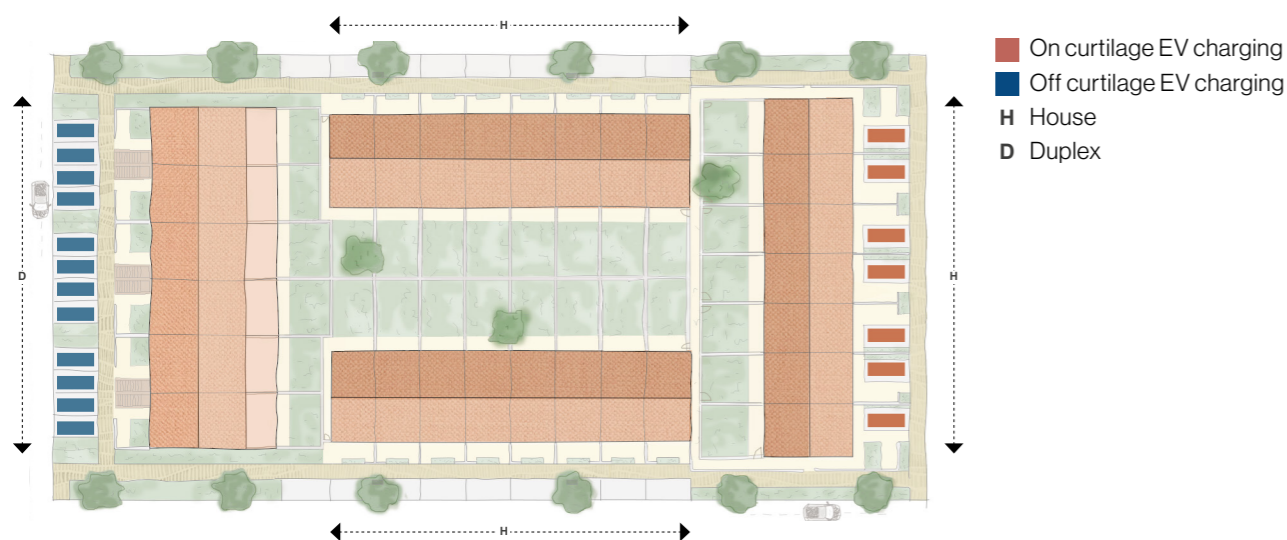 H
On curtilage EV charging
Off curtilage EV charging
H House
D Duplex
D
H
H